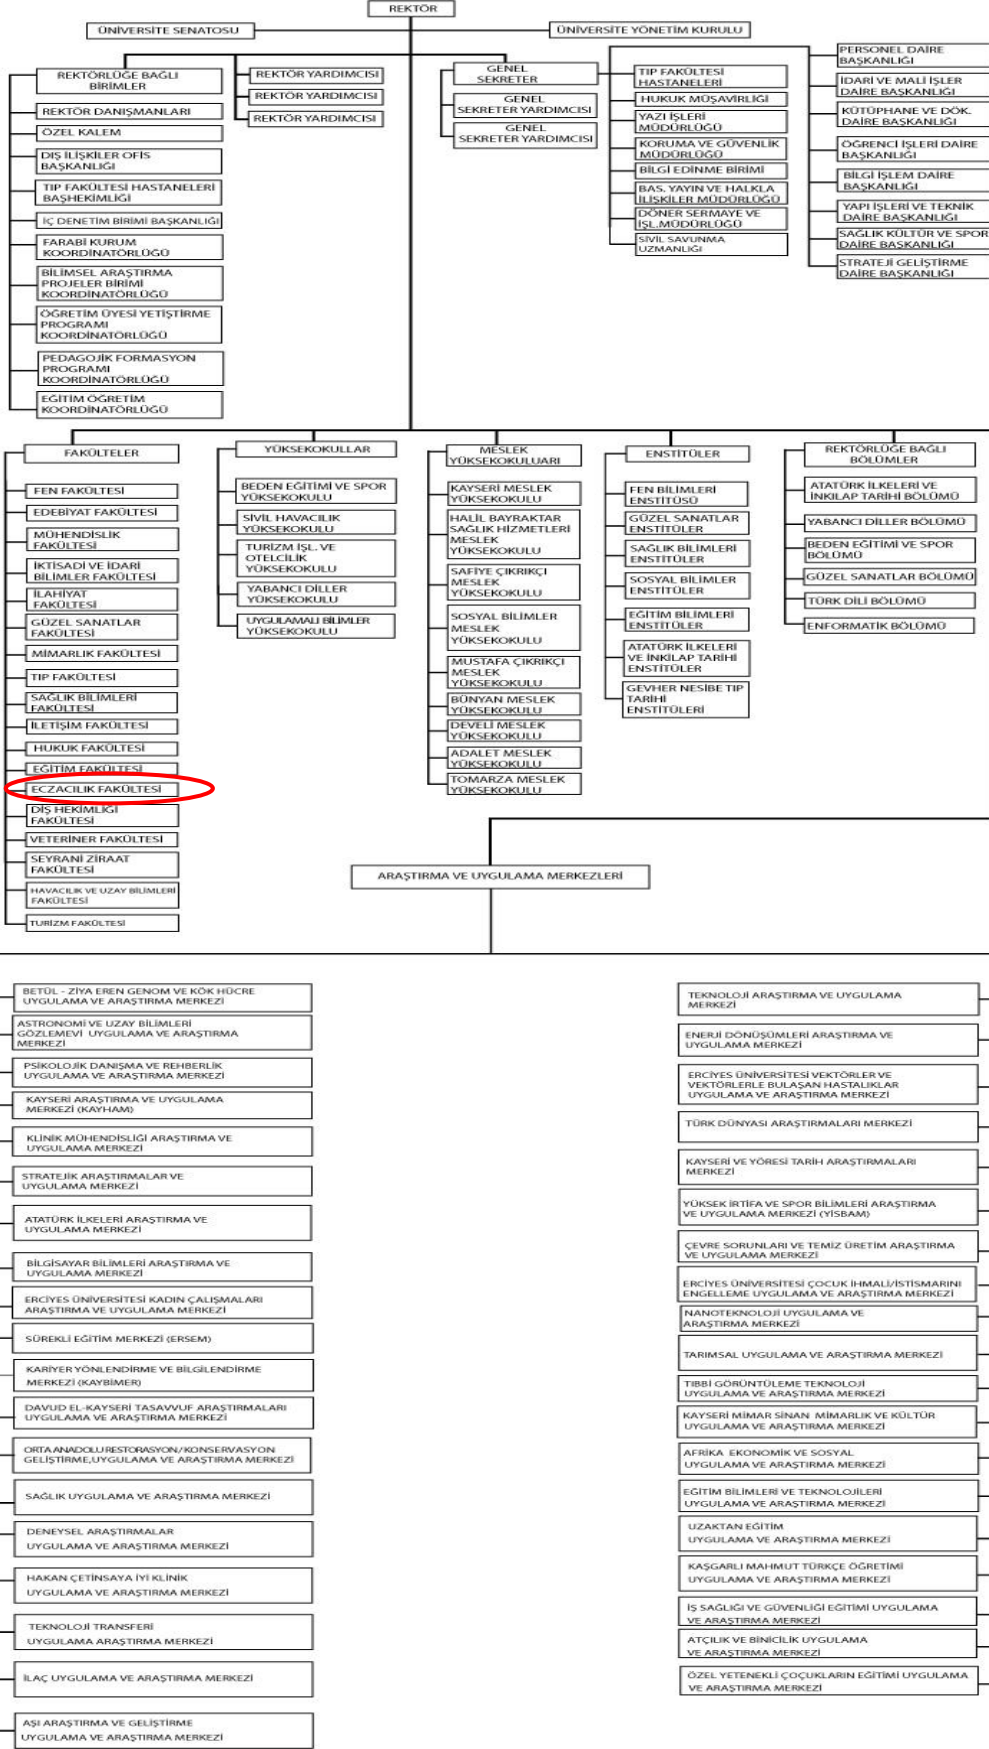 REKTÖR
ÜNİVERSİTE SENATOSU
ÜNİVERSİTE YÖNETİM KURULU
REKTÖRLÜĞE BAĞLI
BİRİMLER
REKTÖR DANIŞMANLARI
ÖZEL KALEM
DIŞ İLİŞKİLER OFİS
BAŞKANLIĞI
TIP FAKÜLTESİ HASTANELERİ
BAŞHEKİMLİĞİ
İÇ DENETİM BİRİMİ BAŞKANLIĞI
FARABİ KURUM
KOORDİNATÖRLÜĞÜ
BİLİMSEL ARAŞTIRMA
PROJELER BİRİMİ
KOORDİNATÖRLÜĞÜ
ÖĞRETİM ÜYESİ YETİŞTİRME
PROGRAMI
KOORDİNATÖRLÜĞÜ
PEDAGOJİK FORMASYON
PROGRAMI
KOORDİNATÖRLÜĞÜ
EĞİTİM ÖĞRETİM
KOORDİNATÖRLÜĞÜ
REKTÖR YARDIMCISI
REKTÖR YARDIMCISI
REKTÖR YARDIMCISI
GENEL
SEKRETER
GENEL
SEKRETER YARDIMCISI
GENEL
SEKRETER YARDIMCISI
TIP FAKÜLTESİ
HASTANELERİ
HUKUK MÜŞAVİRLİĞİ
YAZI İŞLERİ
MÜDÜRLÜĞÜ
KORUMA VE GÜVENLİK
MÜDÜRLÜĞÜ
BİLGİ EDİNME BİRİMİ
BAS. YAYIN VE HALKLA
İLİSKİLER MÜDÜRLÜĞÜ
DÖNER SERMAYE VE
İŞL.MÜDÜRLÜĞÜ
SİVİL SAVUNMA
UZMANLIĞI
PERSONEL DAİRE
BAŞKANLIĞI
İDARİ VE MALİ İŞLER
DAİRE BAŞKANLIĞI
KÜTÜPHANE VE DÖK.
DAİRE BAŞKANLIĞI
ÖĞRENCİ İŞLERİ DAİRE
BAŞKANLIĞI
BİLGİ İŞLEM DAİRE
BAŞKANLIĞI
YAPI İŞLERİ VE TEKNİK
DAİRE BAŞKANLIĞI
SAĞLIK KÜLTÜR VE SPOR
DAİRE BAŞKANLIĞI
STRATEJİ GELİŞTİRME
DAİRE BAŞKANLIĞI
FAKÜLTELER
FEN FAKÜLTESİ
EDEBİYAT FAKÜLTESİ
MÜHENDİSLİK
FAKÜLTESİ
İKTİSADİ VE İDARİ
BİLİMLER FAKÜLTESİ
İLAHİYAT
FAKÜLTESİ
GÜZEL SANATLAR
FAKÜLTESİ
MİMARLIK FAKÜLTESİ
TIP FAKÜLTESİ
SAĞLIK BİLİMLERİ
FAKÜLTESİ
İLETİŞİM FAKÜLTESİ
HUKUK FAKÜLTESİ
EĞİTİM FAKÜLTESİ
ECZACILIK FAKÜLTESİ
DİŞ HEKİMLİĞİ
FAKÜLTESİ
VETERİNER FAKÜLTESİ
SEYRANİ ZİRAAT
FAKÜLTESİ
HAVACILIK VE UZAY BİLİMLERİ
FAKÜLTESİ
TURİZM FAKÜLTESİ
YÜKSEKOKULLAR
BEDEN EĞİTİMİ VE SPOR
YÜKSEKOKULU
SİVİL HAVACILIK
YÜKSEKOKULU
TURİZM İŞL. VE
OTELCİLİK
YÜKSEKOKULU
YABANCI DİLLER
YÜKSEKOKULU
UYGULAMALI BİLİMLER
YÜKSEKOKULU
MESLEK
YÜKSEKOKULUARI
KAYSERİ MESLEK
YÜKSEKOKULU
HALİL BAYRAKTAR
SAĞLIK HİZMETLERİ
MESLEK
YÜKSEKOKULU
SAFİYE ÇIKRIKÇI
MESLEK
YÜKSEKOKULU
SOSYAL BİLİMLER
MESLEK
YÜKSEKOKULU
MUSTAFA ÇIKRIKÇI
MESLEK
YÜKSEKOKULU
BÜNYAN MESLEK
YÜKSEKOKULU
DEVELİ MESLEK
YÜKSEKOKULU
ADALET MESLEK
YÜKSEKOKULU
TOMARZA MESLEK
YÜKSEKOKULU
ENSTİTÜLER
FEN BİLİMLERİ
ENSTİTÜSÜ
GÜZEL SANATLAR
ENSTİTÜLER
SAĞLIK BİLİMLERİ
ENSTİTÜLER
SOSYAL BİLİMLER
ENSTİTÜLER
EĞİTİM BİLİMLERİ
ENSTİTÜLER
ATATÜRK İLKELERİ
VE İNKİLAP TARİHİ
ENSTİTÜLER
GEVHER NESİBE TIP
TARİHİ
ENSTİTÜLERİ
REKTÖRLÜĞE BAĞLI
BÖLÜMLER
ATATÜRK İLKELERİ VE
İNKILAP TARİHİ BÖLÜMÜ
YABANCI DİLLER BÖLÜMÜ
BEDEN EĞİTİMİ VE SPOR
BÖLÜMÜ
GÜZEL SANATLAR BÖLÜMÜ
TÜRK DİLİ BÖLÜMÜ
ENFORMATİK BÖLÜMÜ
ARAŞTIRMA VE UYGULAMA MERKEZLERİ
BETÜL - ZİYA EREN GENOM VE KÖK HÜCRE
UYGULAMA VE ARAŞTIRMA MERKEZİ
ASTRONOMİ VE UZAY BİLİMLERİ
GÖZLEMEVİ UYGULAMA VE ARAŞTIRMA
MERKEZİ
PSİKOLOJİK DANIŞMA VE REHBERLİK
UYGULAMA VE ARAŞTIRMA MERKEZİ
KAYSERİ ARAŞTIRMA VE UYGULAMA
MERKEZİ (KAYHAM)
KLİNİK MÜHENDİSLİĞİ ARAŞTIRMA VE
UYGULAMA MERKEZİ
STRATEJİK ARAŞTIRMALAR VE
UYGULAMA MERKEZİ
ATATÜRK İLKELERİ ARAŞTIRMA VE
UYGULAMA MERKEZİ
BİLGİSAYAR BİLİMLERİ ARAŞTIRMA VE
UYGULAMA MERKEZİ
ERCİYES ÜNİVERSİTESİ KADIN ÇALIŞMALARI
ARAŞTIRMA VE UYGULAMA MERKEZİ
SÜREKLİ EĞİTİM MERKEZİ (ERSEM)
KARİYER YÖNLENDİRME VE BİLGİLENDİRME
MERKEZİ (KAYBİMER)
DAVUD EL-KAYSERİ TASAVVUF ARAŞTIRMALARI
UYGULAMA VE ARAŞTIRMA MERKEZİ
ORTA ANADOLU RESTORASYON/KONSERVASYON
GELİŞTİRME,UYGULAMA VE ARAŞTIRMA MERKEZİ
SAĞLIK UYGULAMA VE ARAŞTIRMA MERKEZİ
DENEYSEL ARAŞTIRMALAR
UYGULAMA VE ARAŞTIRMA MERKEZİ
HAKAN ÇETİNSAYA İYİ KLİNİK
UYGULAMA VE ARAŞTIRMA MERKEZİ
TEKNOLOJİ TRANSFERİ
UYGULAMA ARAŞTIRMA MERKEZİ
İLAÇ UYGULAMA VE ARAŞTIRMA MERKEZİ
AŞI ARAŞTIRMA VE GELİŞTİRME
UYGULAMA VE ARAŞTIRMA MERKEZİ
TEKNOLOJİ ARAŞTIRMA VE UYGULAMA
MERKEZİ
ENERJİ DÖNÜŞÜMLERİ ARAŞTIRMA VE
UYGULAMA MERKEZİ
ERCİYES ÜNİVERSİTESİ VEKTÖRLER VE
VEKTÖRLERLE BULAŞAN HASTALIKLAR
UYGULAMA VE ARAŞTIRMA MERKEZİ
TÜRK DÜNYASI ARAŞTIRMALARI MERKEZİ
KAYSERİ VE YÖRESİ TARİH ARAŞTIRMALARI
MERKEZİ
YÜKSEK İRTİFA VE SPOR BİLİMLERİ ARAŞTIRMA
VE UYGULAMA MERKEZİ (YİSBAM)
ÇEVRE SORUNLARI VE TEMİZ ÜRETİM ARAŞTIRMA
VE UYGULAMA MERKEZİ
ERCİYES ÜNİVERSİTESİ ÇOCUK İHMALİ/İSTİSMARINI
ENGELLEME UYGULAMA VE ARAŞTIRMA MERKEZİ
NANOTEKNOLOJİ UYGULAMA VE
ARAŞTIRMA MERKEZİ
TARIMSAL UYGULAMA VE ARAŞTIRMA MERKEZİ
TIBBİ GÖRÜNTÜLEME TEKNOLOJİ
UYGULAMA VE ARAŞTIRMA MERKEZİ
KAYSERİ MİMAR SİNAN MİMARLIK VE KÜLTÜR
UYGULAMA VE ARAŞTIRMA MERKEZİ
AFRİKA EKONOMİK VE SOSYAL
UYGULAMA VE ARAŞTIRMA MERKEZİ
EĞİTİM BİLİMLERİ VE TEKNOLOJİLERİ
UYGULAMA VE ARAŞTIRMA MERKEZİ
UZAKTAN EĞİTİM
UYGULAMA VE ARAŞTIRMA MERKEZİ
KAŞGARLI MAHMUT TÜRKÇE ÖĞRETİMİ
UYGULAMA VE ARAŞTIRMA MERKEZİ
İŞ SAĞLIĞI VE GÜVENLİĞİ EĞİTİMİ UYGULAMA
VE ARAŞTIRMA MERKEZİ
ATÇILIK VE BİNİCİLİK UYGULAMA
VE ARAŞTIRMA MERKEZİ
ÖZEL YETENEKLİ ÇOÇUKLARIN EĞİTİMİ UYGULAMA
VE ARAŞTIRMA MERKEZİ